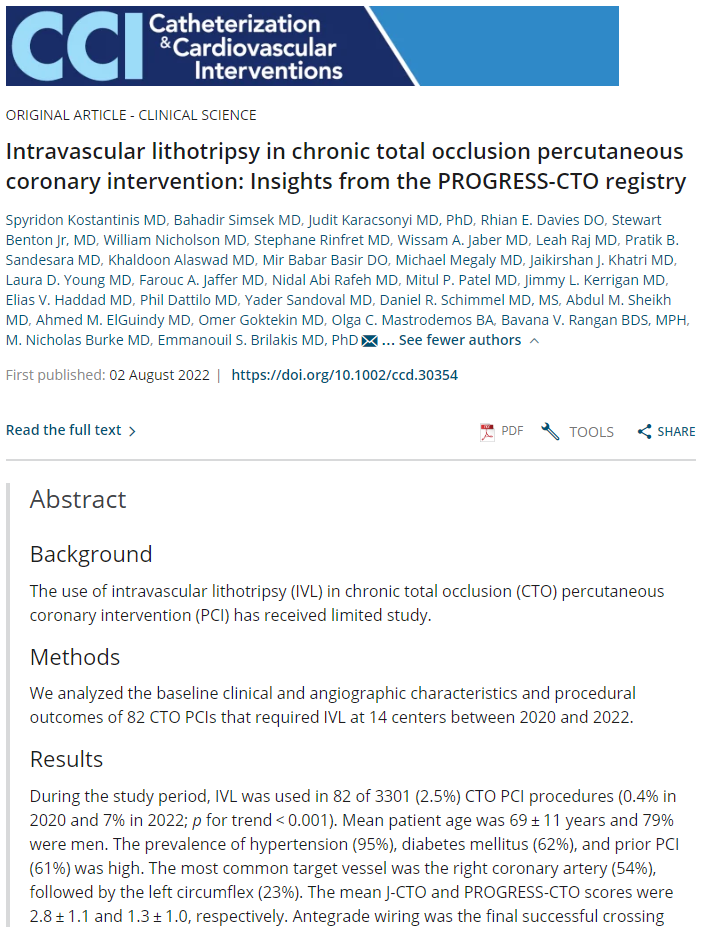 CCI Catheterization
&Cardiovascular
Interventions
ORIGINAL ARTICLE - CLINICAL SCIENCE
Intravascular lithotripsy in chronic total occlusion percutaneous
coronary intervention: Insights from the PROGRESS-CTO registry
Spyridon Kostantinis MD, Bahadir Simsek MD, Judit Karacsonyi MD, PhD, Rhian E. Davies DO, Stewart
Benton Jr, MD, William Nicholson MD, Stephane Rinfret MD, Wissam A. Jaber MD, Leah Raj MD, Pratik B.
Sandesara MD, Khaldoon Alaswad MD, Mir Babar Basir DO, Michael Megaly MD, Jaikirshan J. Khatri MD,
Laura D. Young MD, Farouc A. Jaffer MD, Nidal Abi Rafeh MD, Mitul P. Patel MD, Jimmy L. Kerrigan MD,
Elias V. Haddad MD, Phil Dattilo MD, Yader Sandoval MD, Daniel R. Schimmel MD, MS, Abdul M. Sheikh
MD, Ahmed M. ElGuindy MD, Omer Goktekin MD, Olga C. Mastrodemos BA, Bavana V. Rangan BDS, MPH,
M. Nicholas Burke MD, Emmanouil S. Brilakis MD, PhD ... See fewer authors
First published: 02 August 2022 | https://doi.org/10.1002/ccd.30354
Read the full text PDF TOOLS SHARE
Abstract
Background
The use of intravascular lithotripsy (IVL) in chronic total occlusion (CTO) percutaneous
coronary intervention (PCI) has received limited study.
Methods
We analyzed the baseline clinical and angiographic characteristics and procedural
outcomes of 82 CTO PCIs that required IVL at 14 centers between 2020 and 2022.
Results
During the study period, IVL was used in 82 of 3301 (2.5%) CTO PCI procedures (0.4% in
2020 and 7% in 2022; p for trend < 0.001). Mean patient age was 69 ± 11 years and 79%
were men. The prevalence of hypertension (95%), diabetes mellitus (62%), and prior PCI
(61%) was high. The most common target vessel was the right coronary artery (54%),
followed by the left circumflex (23%). The mean J-CTO and PROGRESS-CTO scores were
2.8 ± 1.1 and 1.3 ± 1.0, respectively. Antegrade wiring was the final successful crossing